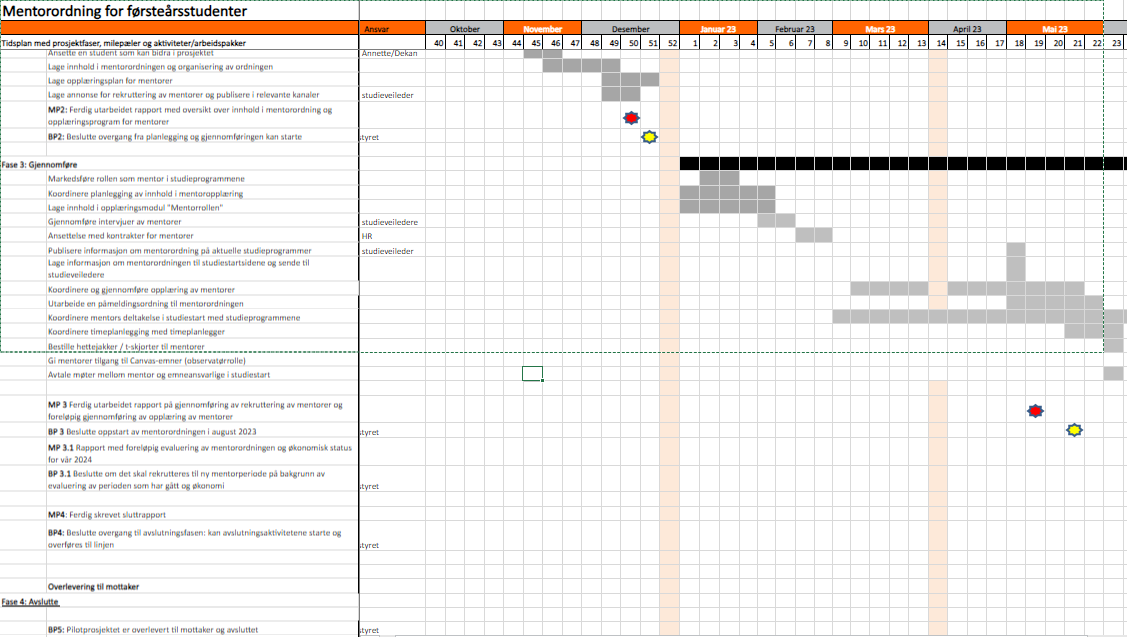 Mentorordning for førsteårsstudenter
Ansvar Oktober November Desember Januar 23 Februar 23 Mars 23 April 23 Mai 23
Tidsplan med prosjektfaser, milepæler og aktiviteter/arbeidspakker 40 41 42 43 44 45 46 47 48 49 50 51 52 1 2 3 4 5 6 7 8 9 10 11 12 13 14 15 16 17 18 19 20 21 22 23
Ansette en student som kan bidra i prosjektet Annette/Dekan
Lage innhold i mentorordningen og organisering av ordningen
Lage opplæringsplan for mentorer
Lage annonse for rekruttering av mentorer og publisere i relevante kanaler studieveileder
MP2: Ferdig utarbeidet rapport med oversikt over innhold i mentorordning og
opplæringsprogram for mentorer
BP2: Beslutte overgang fra planlegging og gjennomføringen kan starte styret
Fase 3: Gjennomføre
Markedsføre rollen som mentor i studieprogrammene
Koordinere planlegging av innhold i mentoropplæring
Lage innhold i opplæringsmodul "Mentorrollen"
Gjennomføre intervjuer av mentorer studieveiledere
Ansettelse med kontrakter for mentorer HR
Publisere informasjon om mentorordning på aktuelle studieprogrammer studieveileder
Lage informasjon om mentorordningen til studiestartsidene og sende til
studieveiledere
Koordinere og gjennomføre opplæring av mentorer
Utarbeide en påmeldingsordning til mentorordningen
Koordinere mentors deltakelse i studiestart med studieprogrammene
Koordinere timeplanlegging med timeplanlegger
Bestille hettejakker / t-skjorter til mentorer
Gi mentorer tilgang til Canvas-emner (observatørrolle)
Avtale møter mellom mentor og emneansvarlige i studiestart
MP 3 Ferdig utarbeidet rapport på gjennomføring av rekruttering av mentorer og
foreløpig gjennomføring av opplæring av mentorer
BP 3 Beslutte oppstart av mentorordningen i august 2023 styret
MP 3.1 Rapport med foreløpig evaluering av mentorordningen og økonomisk status
for vår 2024
BP 3.1 Beslutte om det skal rekrutteres til ny mentorperiode på bakgrunn av
evaluering av perioden som har gått og økonomi styret
MP4: Ferdig skrevet sluttrapport
BP4: Beslutte overgang til avslutningsfasen: kan avslutningsaktivitetene starte og
overføres til linjen styret
Overlevering til mottaker
Fase 4: Avslutte
BP5: Pilotprosjektet er overlevert til mottaker og avsluttet styret